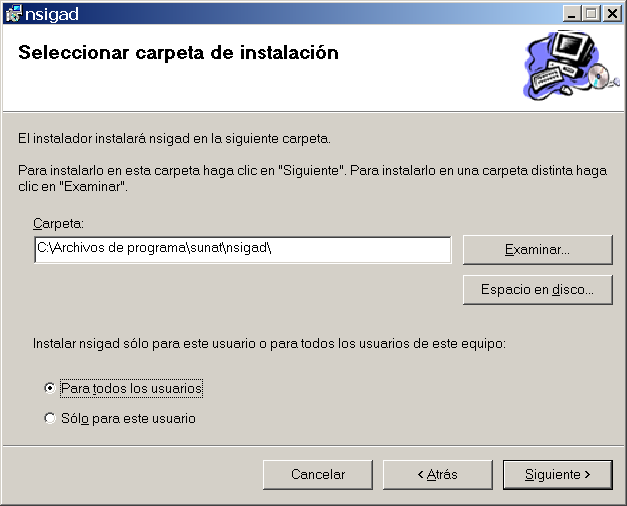 nsigad
Seleccionar carpeta de instalación
El instalador instalará nsigad en la siguiente carpeta.
Para instalarlo en esta carpeta haga clic en "Siguiente". Para instalarlo en una carpeta distinta haga
clic en "Examinar".
Carpeta:
C:\Archivos de programa\sunat\nsigad\
Examinar...
Espacio en disco...
Instalar nsigad sólo para este usuario o para todos los usuarios de este equipo:
Para todos los usuarios
Sólo para este usuario
Cancelar
< Atrás
Siguiente >